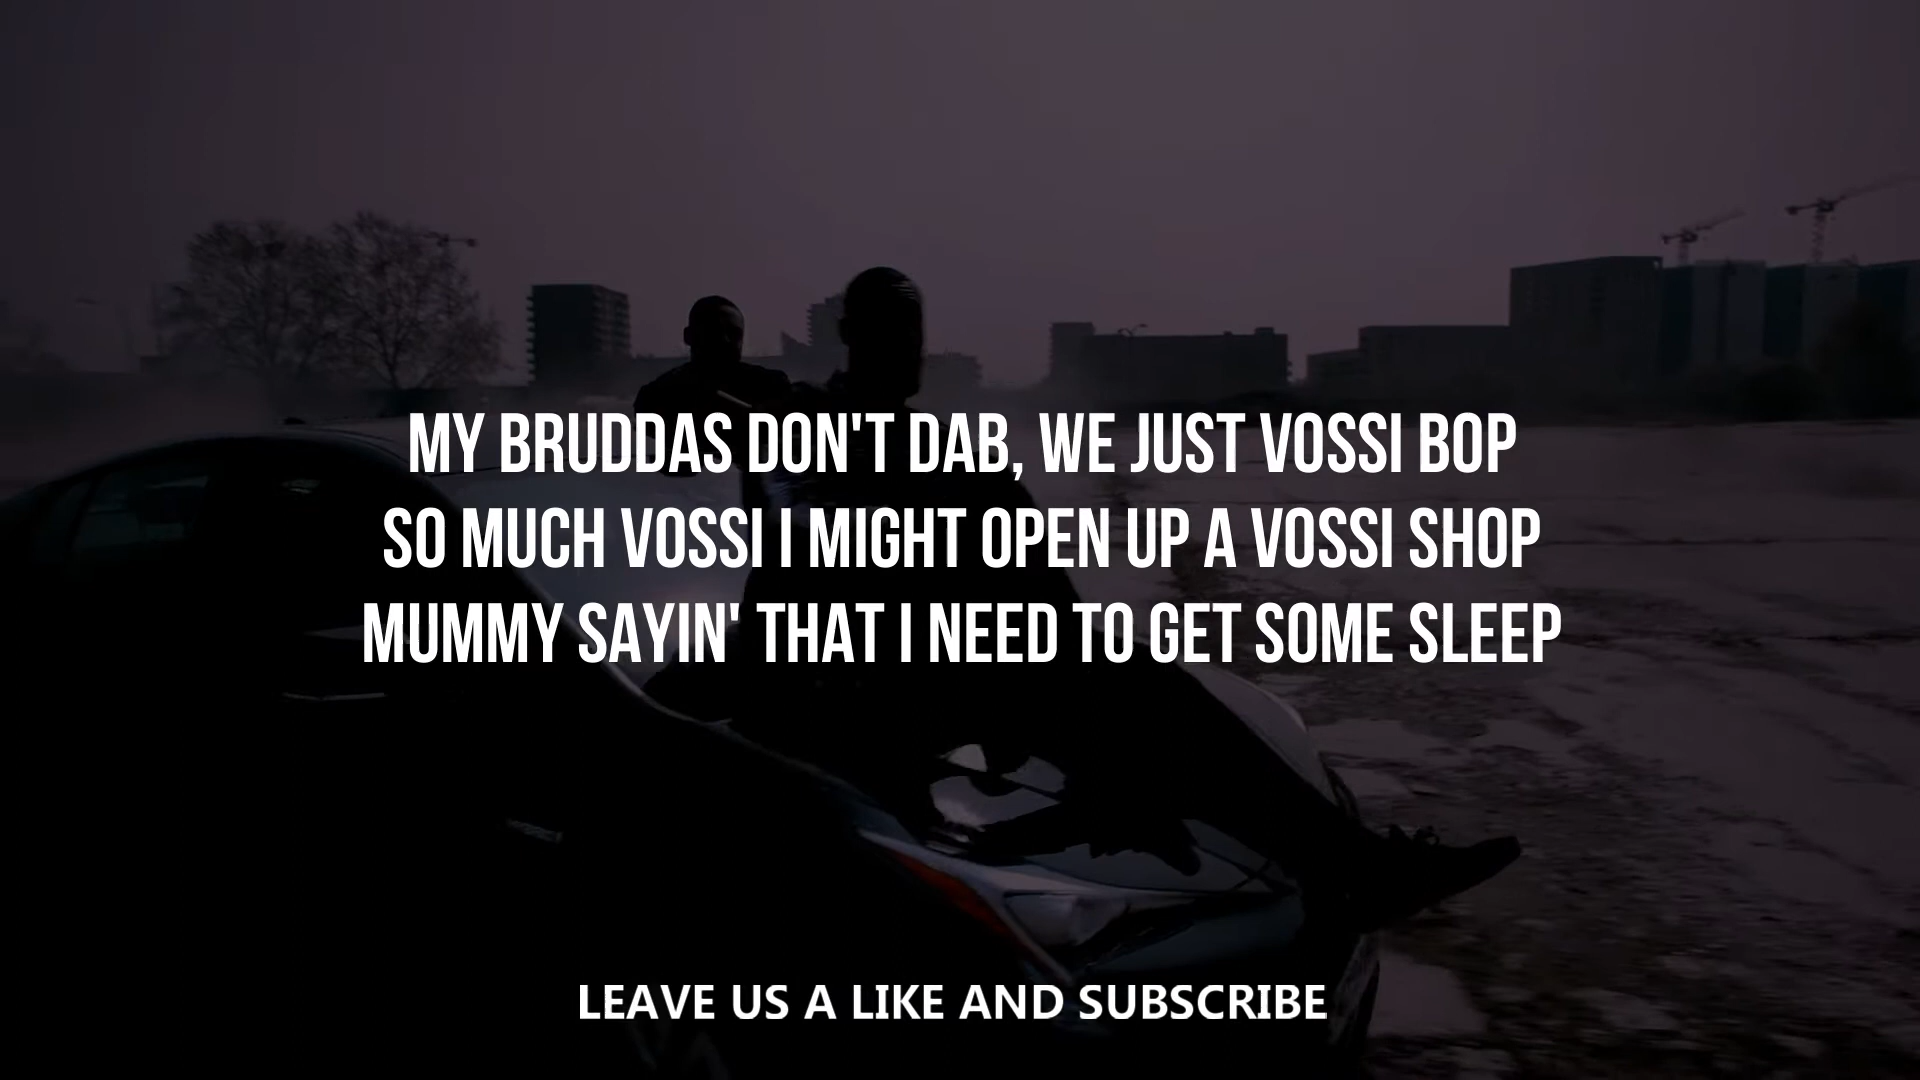 MY BRUDDAS DON'T DAB, WE JUST VOSSI BOP
SO MUCH VOSSI I MIGHT OPEN UP A VOSSI SHOP
MUMMY SAYIN' THAT I NEED TO GET SOME SLEEP
LEAVE US A LIKE AND SUBSCRIBE